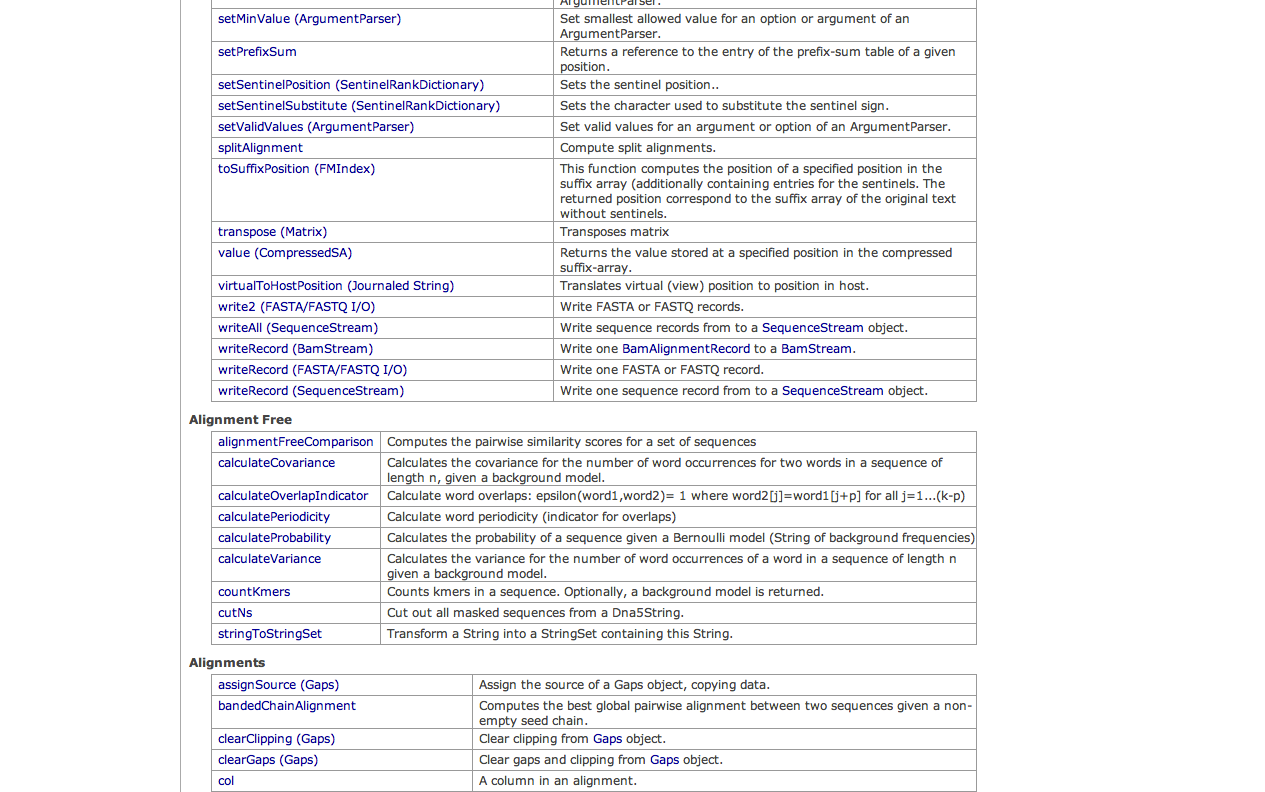 ArgumentParser.
setMinValue (ArgumentParser) Set smallest allowed value for an option or argument of an
ArgumentParser.
setPrefixSum Returns a reference to the entry of the prefix-sum table of a given
position.
setSentinelPosition (SentinelRankDictionary) Sets the sentinel position..
setSentinelSubstitute (SentinelRankDictionary) Sets the character used to substitute the sentinel sign.
setValidValues (ArgumentParser) Set valid values for an argument or option of an ArgumentParser.
splitAlignment Compute split alignments.
toSuffixPosition (FMIndex) This function computes the position of a specified position in the
suffix array (additionally containing entries for the sentinels. The
returned position correspond to the suffix array of the original text
without sentinels.
transpose (Matrix) Transposes matrix
value (CompressedSA) Returns the value stored at a specified position in the compressed
suffix-array.
virtualToHostPosition (Journaled String) Translates virtual (view) position to position in host.
write2 (FASTA/FASTQ I/O) Write FASTA or FASTQ records.
writeAll (SequenceStream) Write sequence records from to a SequenceStream object.
writeRecord (BamStream) Write one BamAlignmentRecord to a BamStream.
writeRecord (FASTA/FASTQ I/O) Write one FASTA or FASTQ record.
writeRecord (SequenceStream) Write one sequence record from to a SequenceStream object.
Alignment Free
alignmentFreeComparison Computes the pairwise similarity scores for a set of sequences
calculateCovariance Calculates the covariance for the number of word occurrences for two words in a sequence of
length n, given a background model.
calculateOverlapIndicator Calculate word overlaps: epsilon(word1,word2)= 1 where word2[j]=word1[j+p] for all j=1...(k-p)
calculatePeriodicity Calculate word periodicity (indicator for overlaps)
calculateProbability Calculates the probability of a sequence given a Bernoulli model (String of background frequencies)
calculateVariance Calculates the variance for the number of word occurrences of a word in a sequence of length n
given a background model.
countKmers Counts kmers in a sequence. Optionally, a background model is returned.
cutNs Cut out all masked sequences from a Dna5String.
stringToStringSet Transform a String into a StringSet containing this String.
Alignments
assignSource (Gaps) Assign the source of a Gaps object, copying data.
bandedChainAlignment Computes the best global pairwise alignment between two sequences given a non-
empty seed chain.
clearClipping (Gaps) Clear clipping from Gaps object.
clearGaps (Gaps) Clear gaps and clipping from Gaps object.
col A column in an alignment.